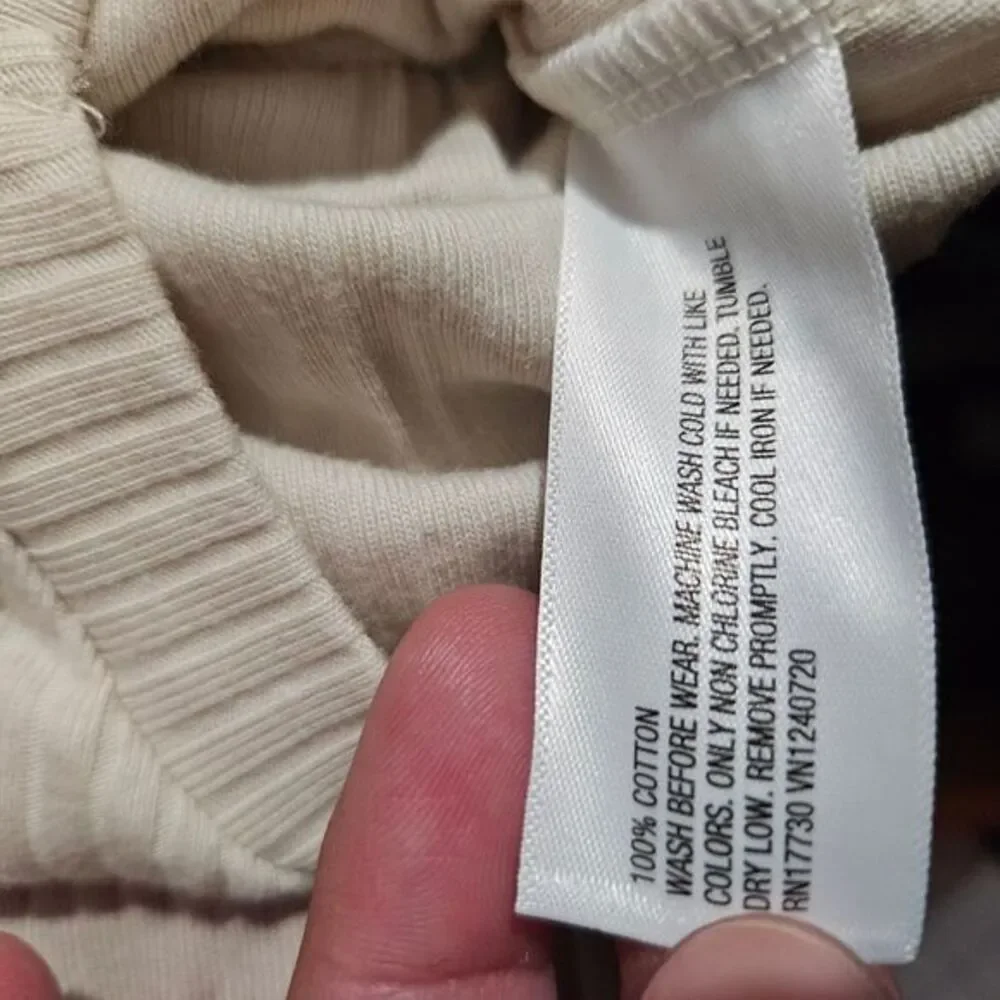 100% COTTON
WASH BEFORE WEAR. MACHINE WASH COLD WITH LIKE
COLORS. ONLY NON CHLORINE BLEACH IF NEEDED. TUMBLE
DRY LOW. REMOVE PROMPTLY. COOL IRON IF NEEDED.
RN17730 VN1240720